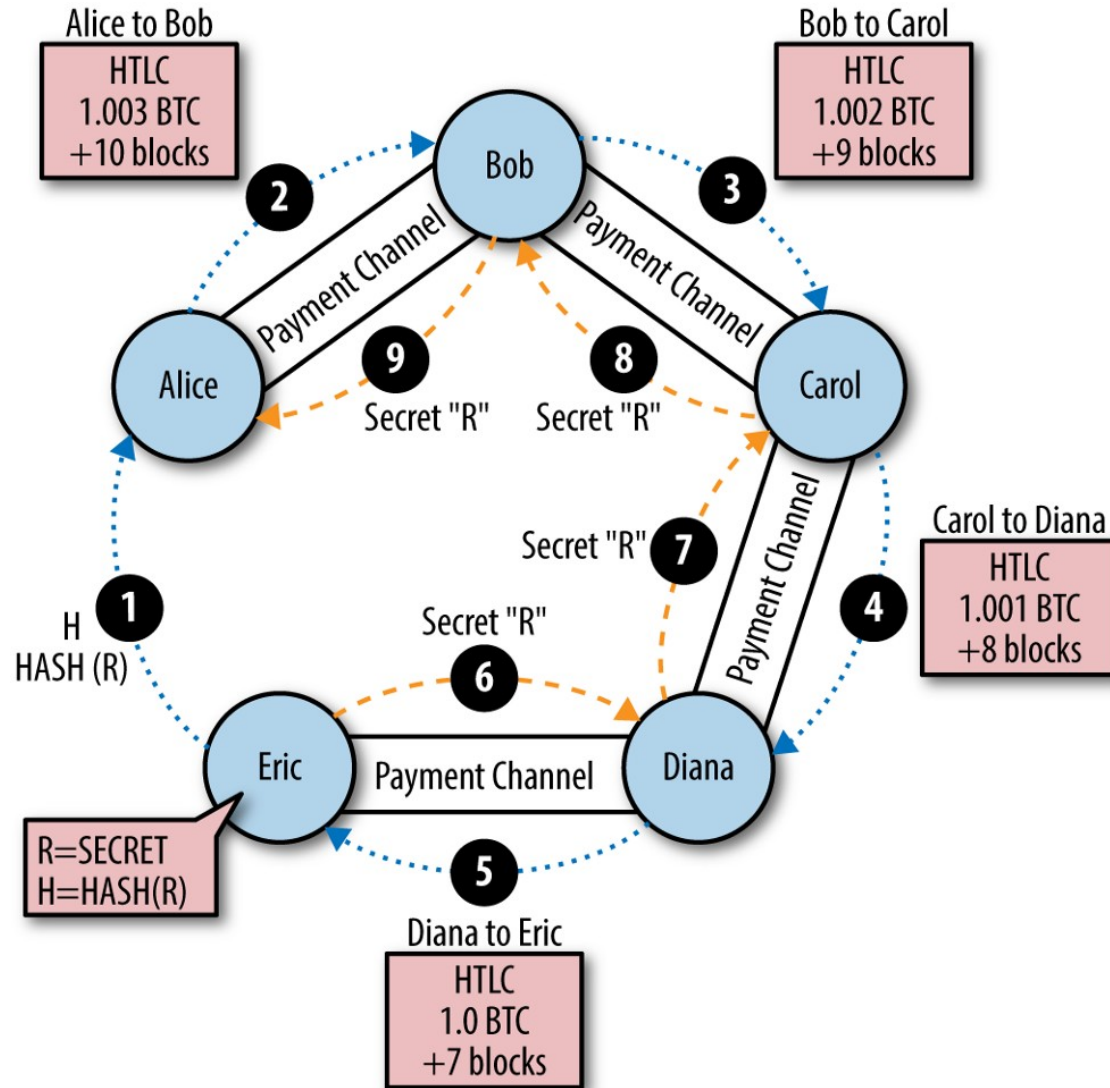 Alice to Bob
HTLC
1.003 BTC
+10 blocks
Bob to Carol
HTLC
1.002 BTC
+9 blocks
Bob
2
3
Payment Channel
Payment Channel
Alice
9
8
Carol
Secret "R"
Secret "R"
Secret "R"
7
Payment Channel
Carol to Diana
HTLC
1.001 BTC
+8 blocks
4
1
H
HASH (R)
Secret "R"
6
Eric
Payment Channel
Diana
R=SECRET
H=HASH(R)
5
Diana to Eric
HTLC
1.0 BTC
+7 blocks